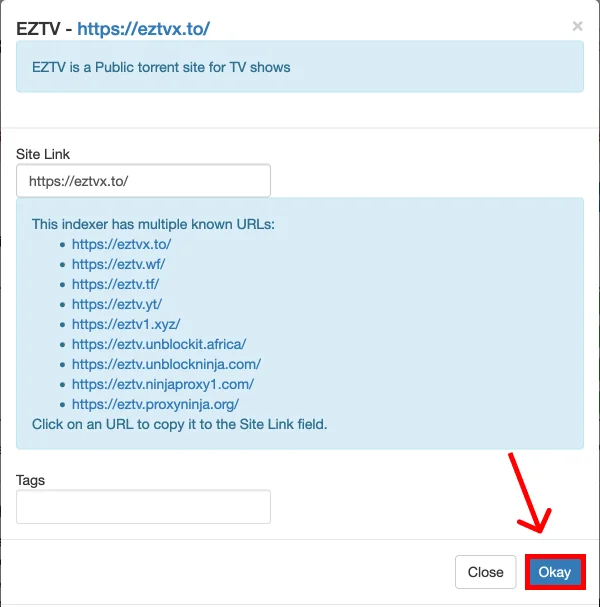 EZTV - https://eztvx.to/
×
EZTV is a Public torrent site for TV shows
Site Link
https://eztvx.to/
This indexer has multiple known URLs:
• https://eztvx.to/
• https://eztv.wf/
• https://eztv.tf/
• https://eztv.yt/
• https://eztv1.xyz/
• https://eztv.unblockit.africa/
• https://eztv.unblockninja.com/
• https://eztv.ninjaproxy1.com/
• https://eztv.proxyninja.org/
Click on an URL to copy it to the Site Link field.
Tags
Close Okay